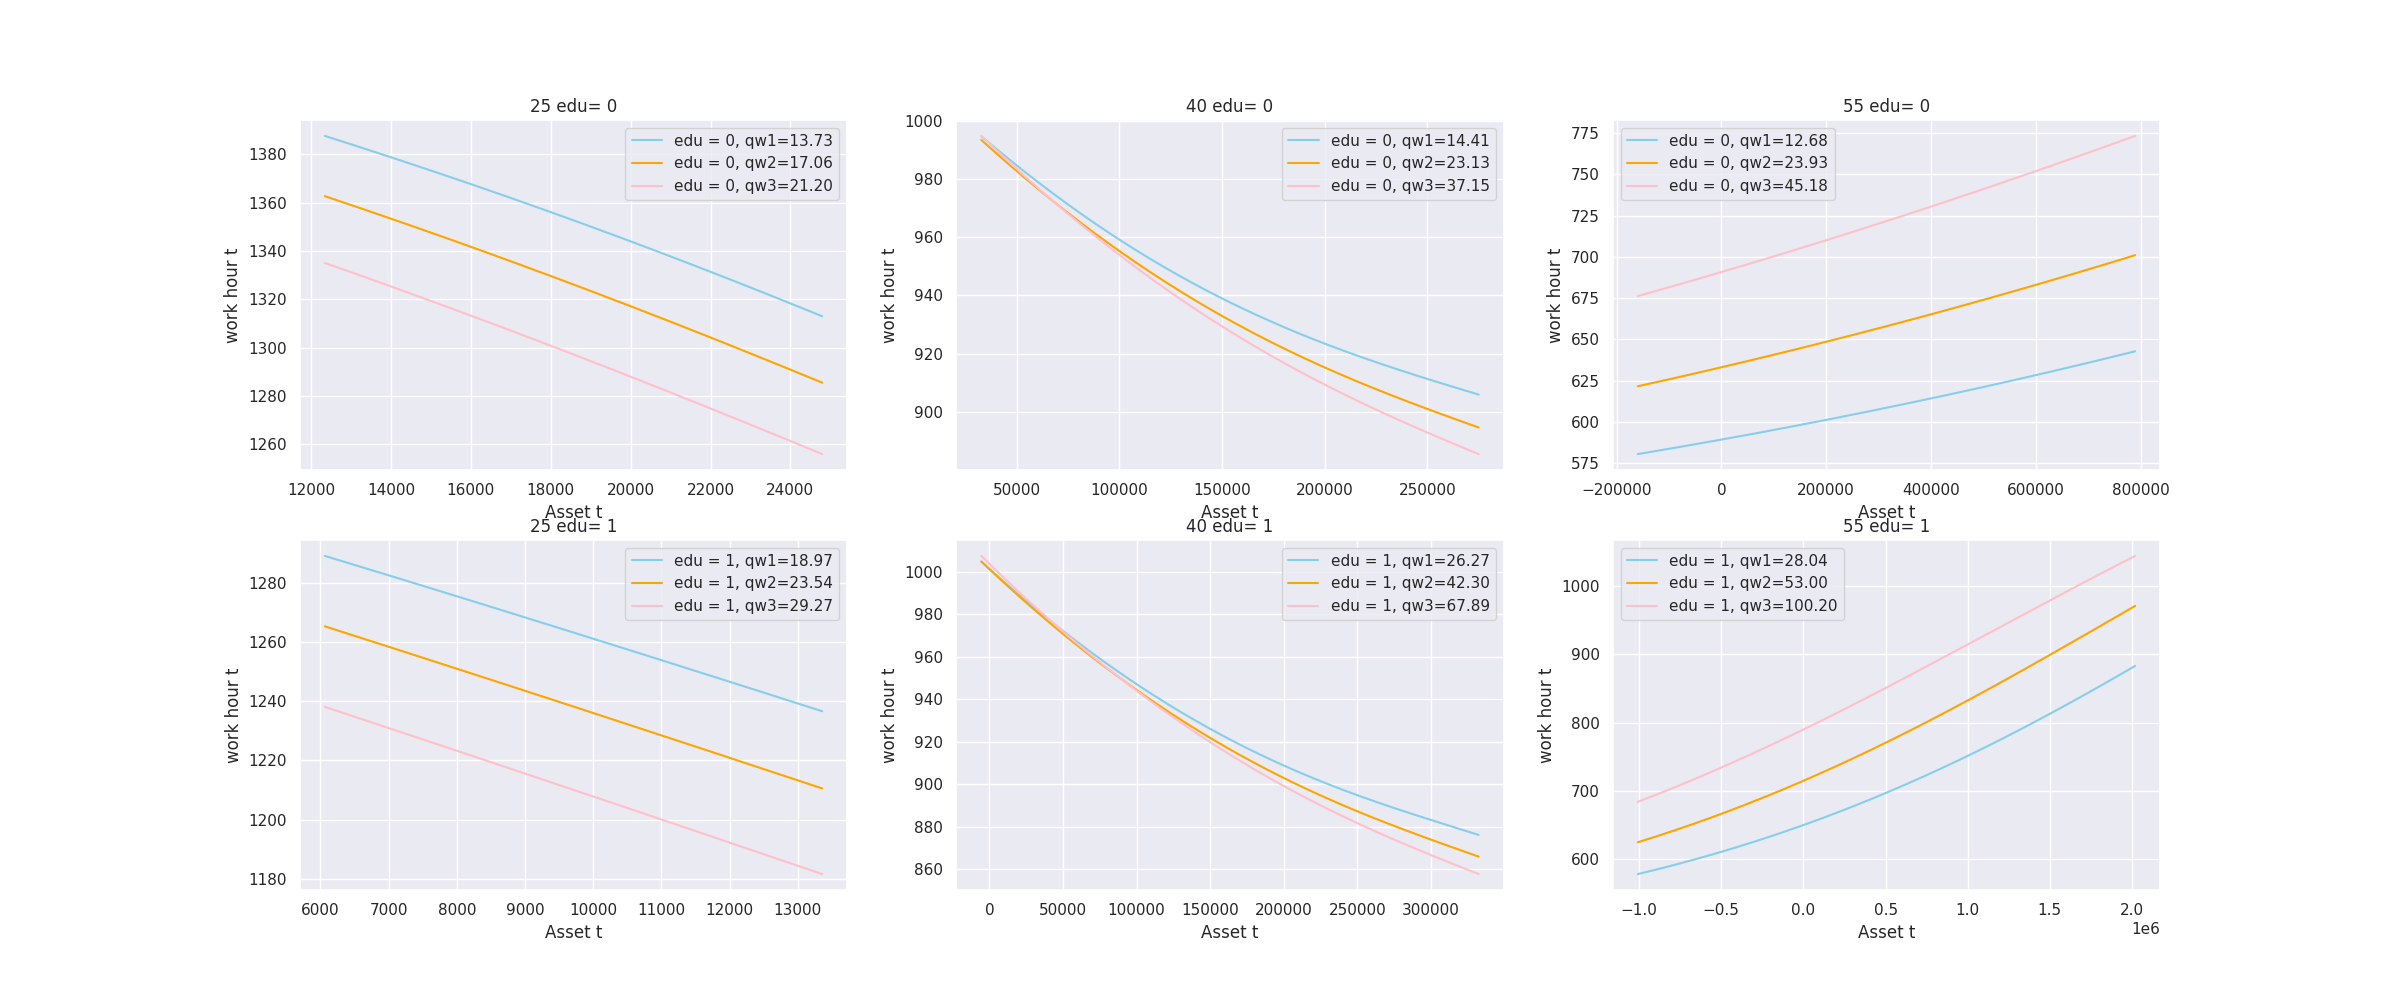 25 edu= 0
edu = 0, qw1=13.73
edu = 0, qw2=17.06
edu = 0, qw3=21.20
1380
1360
1340
1320
1300
1280
1260
work hour t
12000 14000 16000 18000 20000 22000 24000
Asset t
40 edu= 0
edu = 0, qw1=14.41
edu = 0, qw2=23.13
edu = 0, qw3=37.15
1000
980
960
940
920
900
work hour t
50000 100000 150000 200000 250000
Asset t
55 edu= 0
edu = 0, qw1=12.68
edu = 0, qw2=23.93
edu = 0, qw3=45.18
775
750
725
700
675
650
625
600
575
work hour t
−200000 0 200000 400000 600000 800000
Asset t
25 edu= 1
edu = 1, qw1=18.97
edu = 1, qw2=23.54
edu = 1, qw3=29.27
1280
1260
1240
1220
1200
1180
work hour t
6000 7000 8000 9000 10000 11000 12000 13000
Asset t
40 edu= 1
edu = 1, qw1=26.27
edu = 1, qw2=42.30
edu = 1, qw3=67.89
1000
980
960
940
920
900
880
860
work hour t
0 50000 100000 150000 200000 250000 300000
Asset t
55 edu= 1
edu = 1, qw1=28.04
edu = 1, qw2=53.00
edu = 1, qw3=100.20
1000
900
800
700
600
work hour t
−1.0 −0.5 0.0 0.5 1.0 1.5 2.0
1e6
Asset t